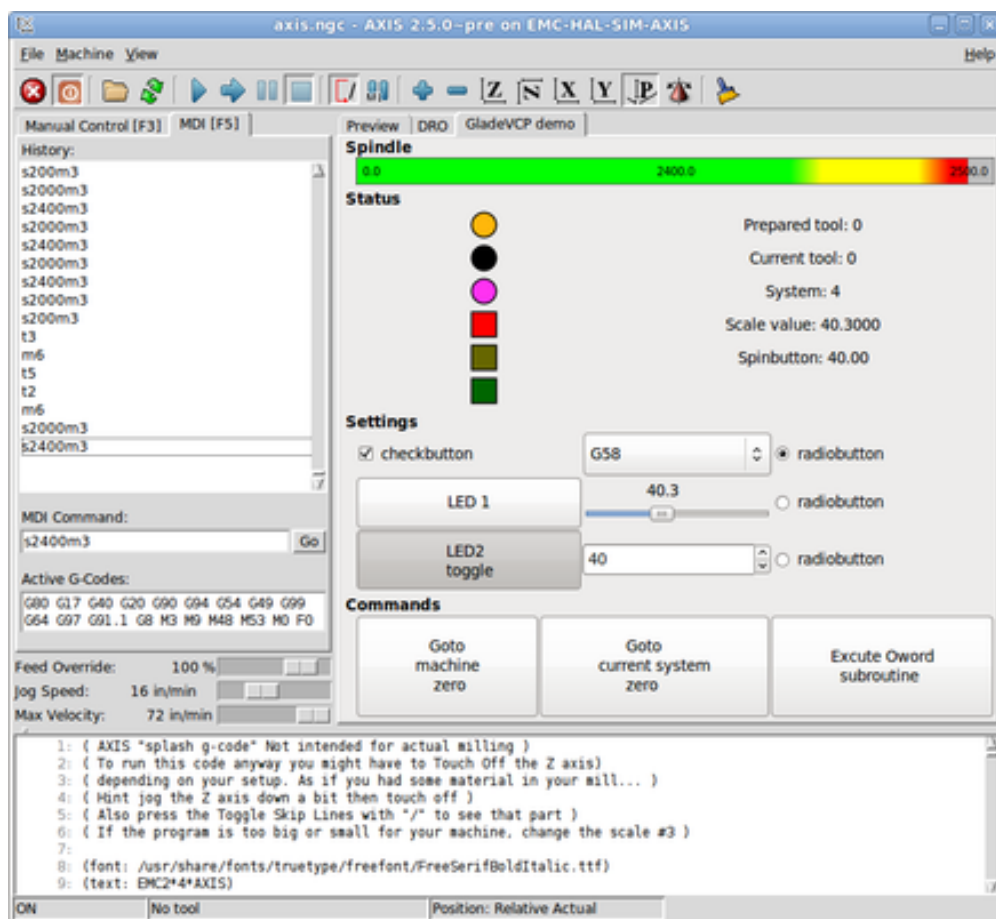 axis.ngc - AXIS 2.5.0~pre on EMC-HAL-SIM-AXIS
File Machine View Help
Z N X Y P
Manual Control [F3] MDI [F5]
History:
s200m3
s2000m3
s2400m3
s2000m3
s2400m3
s2000m3
s2400m3
s2000m3
s200m3
t3
m6
t5
t2
m6
s2000m3
s2400m3
MDI Command:
s2400m3 Go
Active G-Codes:
G80 G17 G40 G20 G90 G94 G54 G49 G99
G64 G97 G91.1 G8 M3 M9 M48 M53 M0 F0
Feed Override: 100 %
Jog Speed: 16 in/min
Max Velocity: 72 in/min
Preview DRO GladeVCP demo
Spindle
0.0 2400.0 2500.0
Status
Prepared tool: 0
Current tool: 0
System: 4
Scale value: 40.3000
Spinbutton: 40.00
Settings
checkbutton G58 radiobutton
LED 1 40.3 radiobutton
LED2
toggle
40 radiobutton
Commands
Goto
machine
zero
Goto
current system
zero
Excute Oword
subroutine
1: ( AXIS "splash g-code" Not intended for actual milling )
2: ( To run this code anyway you might have to Touch Off the Z axis)
3: ( depending on your setup. As if you had some material in your mill... )
4: ( Hint jog the Z axis down a bit then touch off )
5: ( Also press the Toggle Skip Lines with "/" to see that part )
6: ( If the program is too big or small for your machine, change the scale #3 )
7:
8: (font: /usr/share/fonts/truetype/freefont/FreeSerifBoldItalic.ttf)
9: (text: EMC2*4*AXIS)
ON No tool Position: Relative Actual